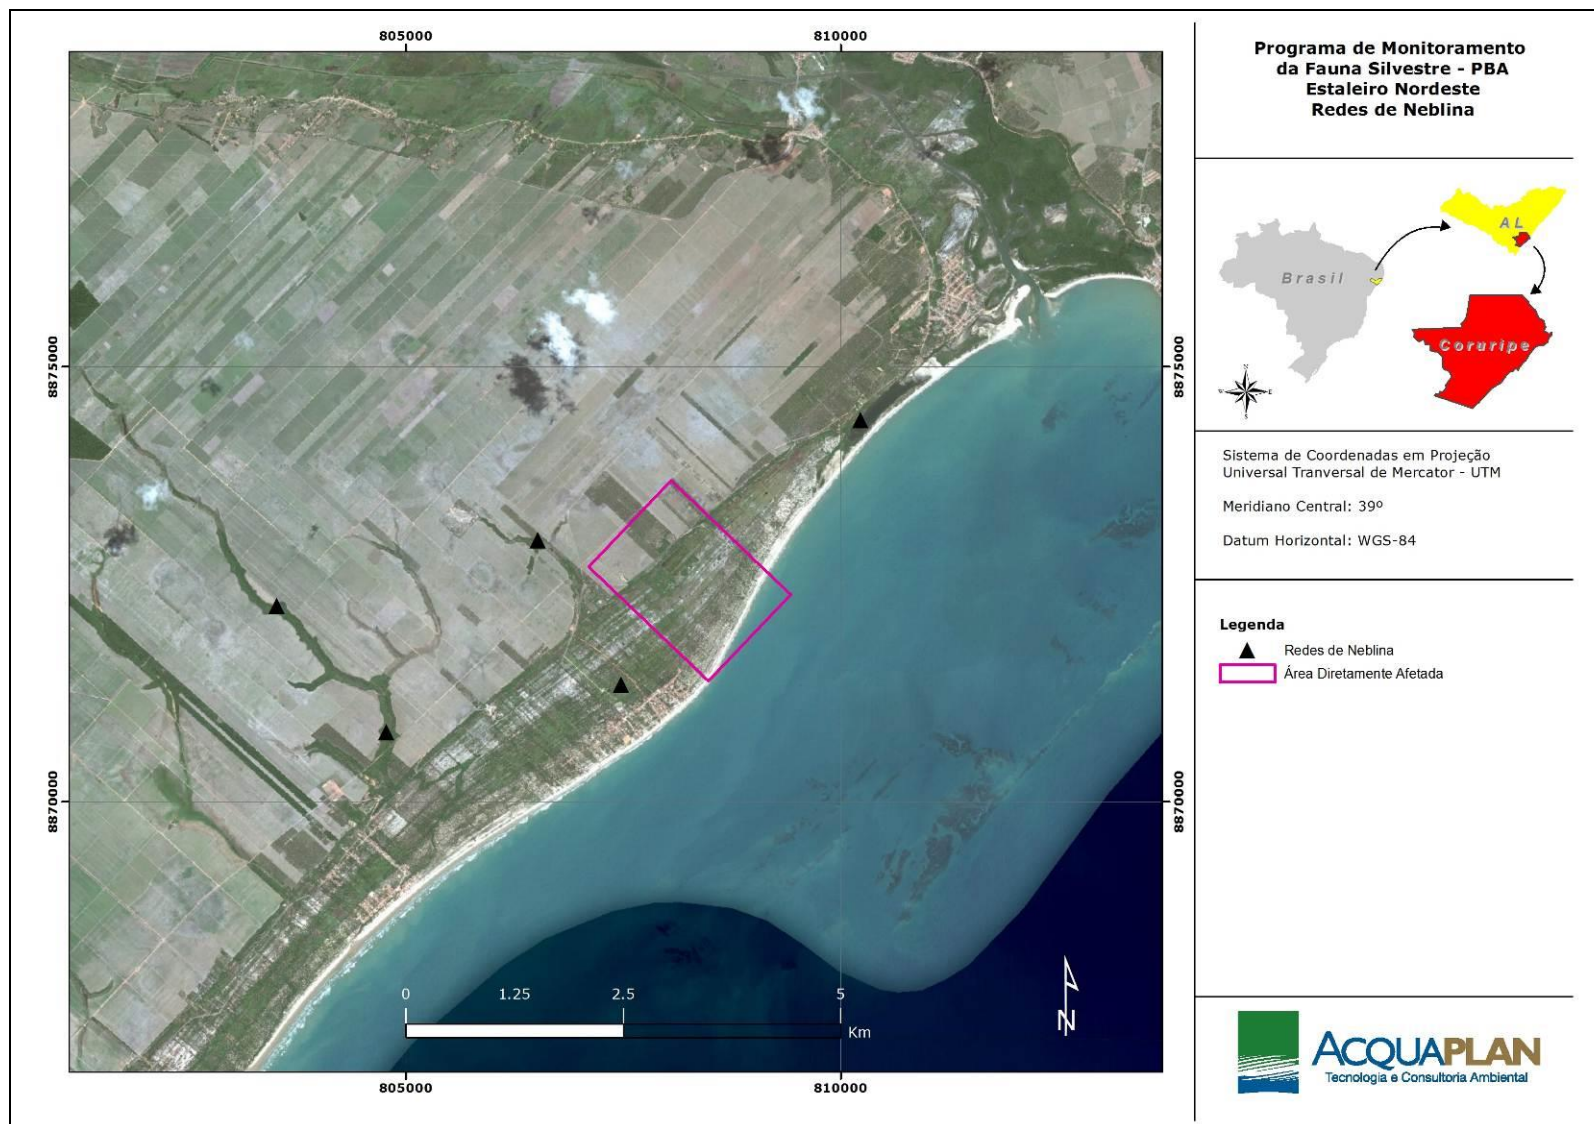 805000
810000
8875000
8875000
8870000
8870000
0
1.25
2.5
5
Km
N
805000
810000
Programa de Monitoramento
da Fauna Silvestre - PBA
Estaleiro Nordeste
Redes de Neblina
Brasil
AL
Coruripe
N
W
E
S
Sistema de Coordenadas em Projeção
Universal Tranversal de Mercator - UTM
Meridiano Central: 39º
Datum Horizontal: WGS-84
Legenda
Redes de Neblina
Área Diretamente Afetada
ACQUAPLAN
Tecnologia e Consultoria Ambiental